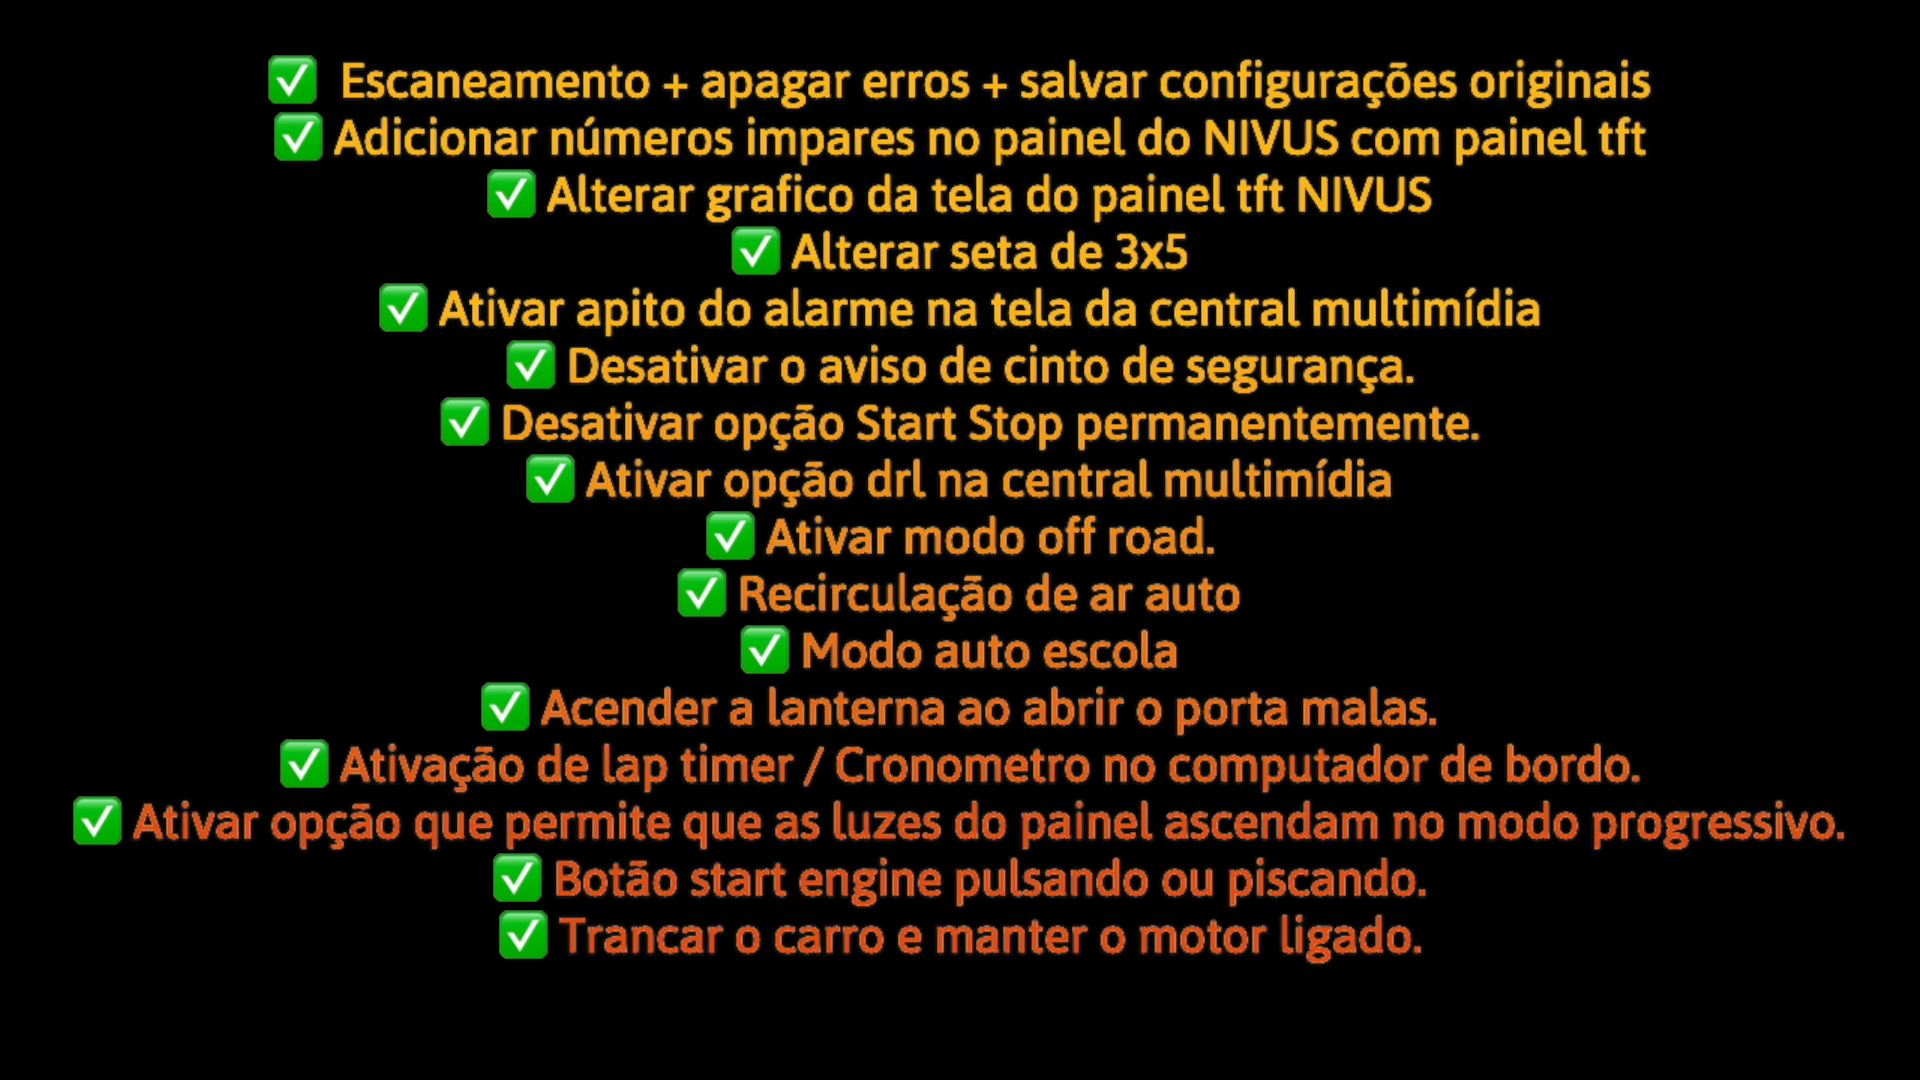 ✅ Escaneamento + apagar erros + salvar configurações originais
✅ Adicionar números impares no painel do NIVUS com painel tft
✅ Alterar grafico da tela do painel tft NIVUS
✅ Alterar seta de 3x5
✅ Ativar apito do alarme na tela da central multimídia
✅ Desativar o aviso de cinto de segurança.
✅ Desativar opção Start Stop permanentemente.
✅ Ativar opção drl na central multimídia
✅ Ativar modo off road.
✅ Recirculação de ar auto
✅ Modo auto escola
✅ Acender a lanterna ao abrir o porta malas.
✅ Ativação de lap timer / Cronometro no computador de bordo.
✅ Ativar opção que permite que as luzes do painel ascendam no modo progressivo.
✅ Botão start engine pulsando ou piscando.
✅ Trancar o carro e manter o motor ligado.